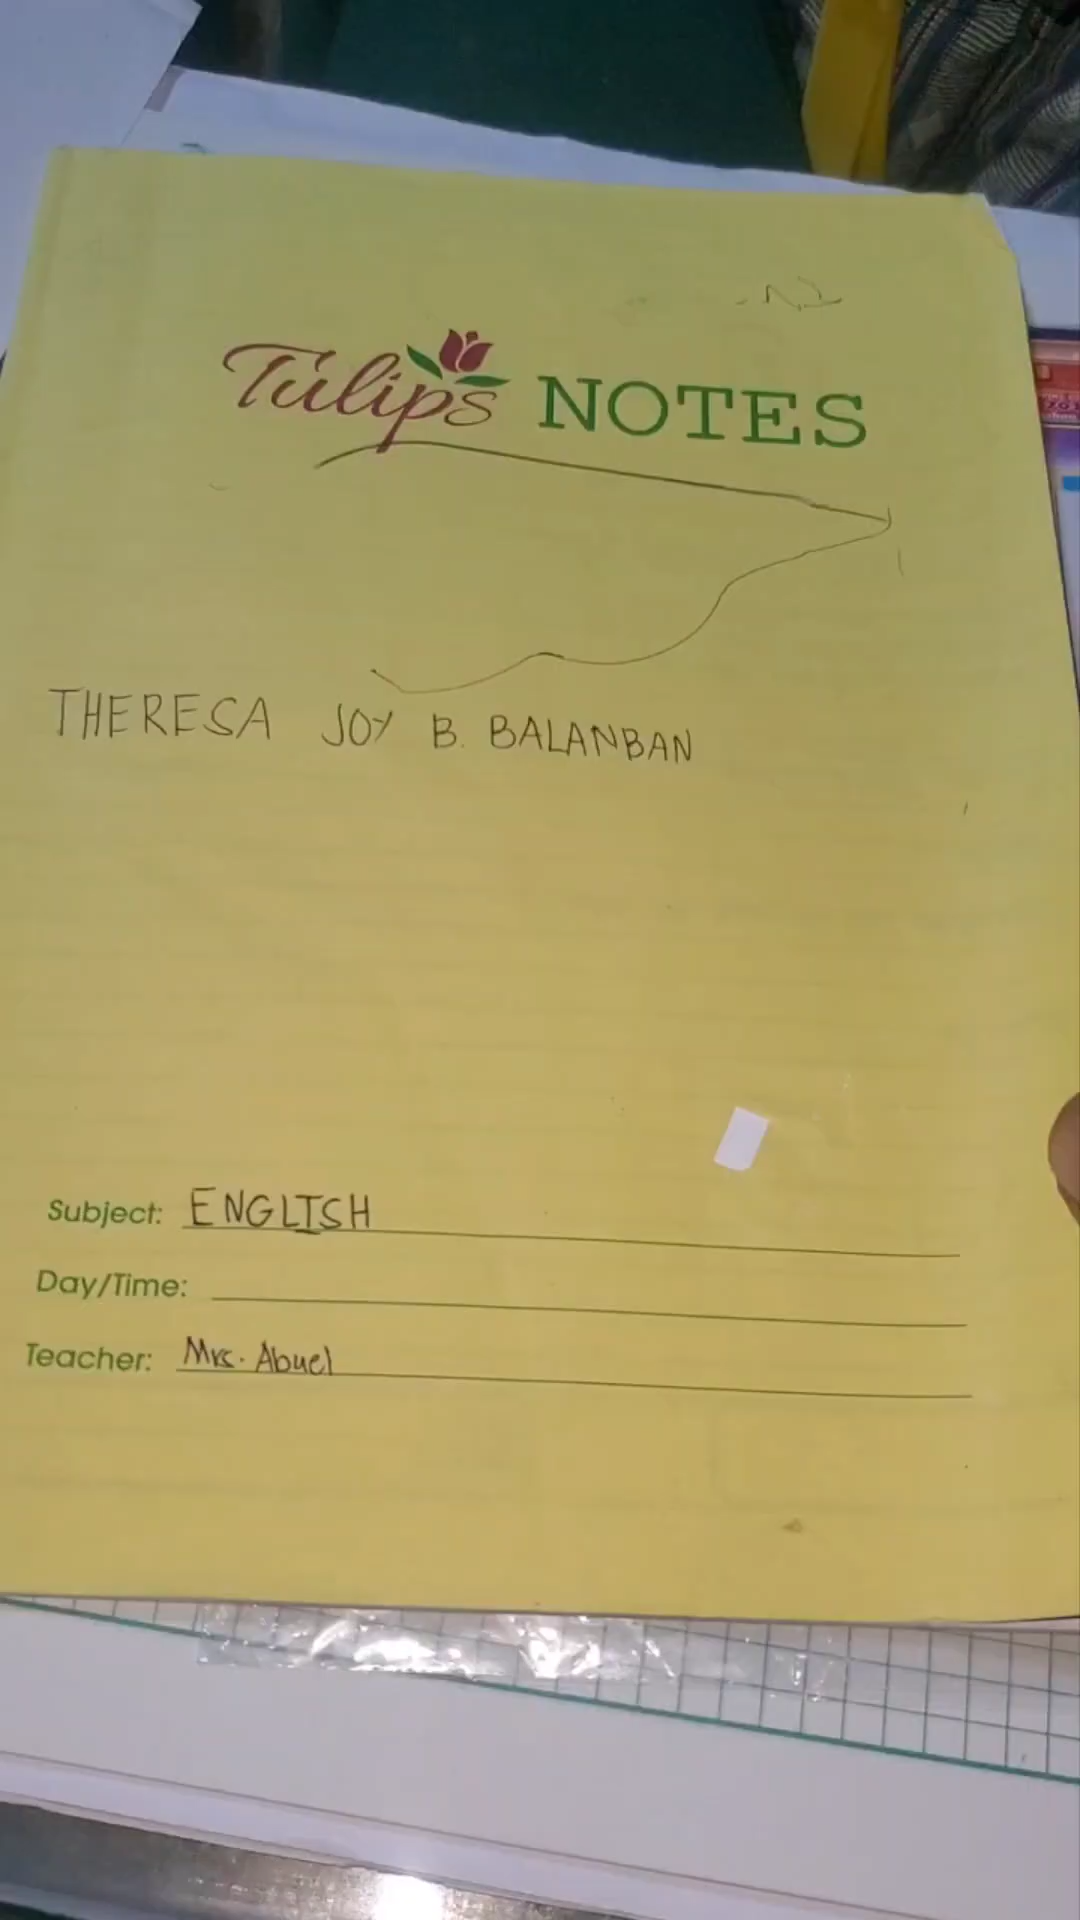 Tulips NOTES
THERESA JOY B. BALANBAN
Subject: ENGLISH
Day/Time:
Teacher: Mrs. Abuel